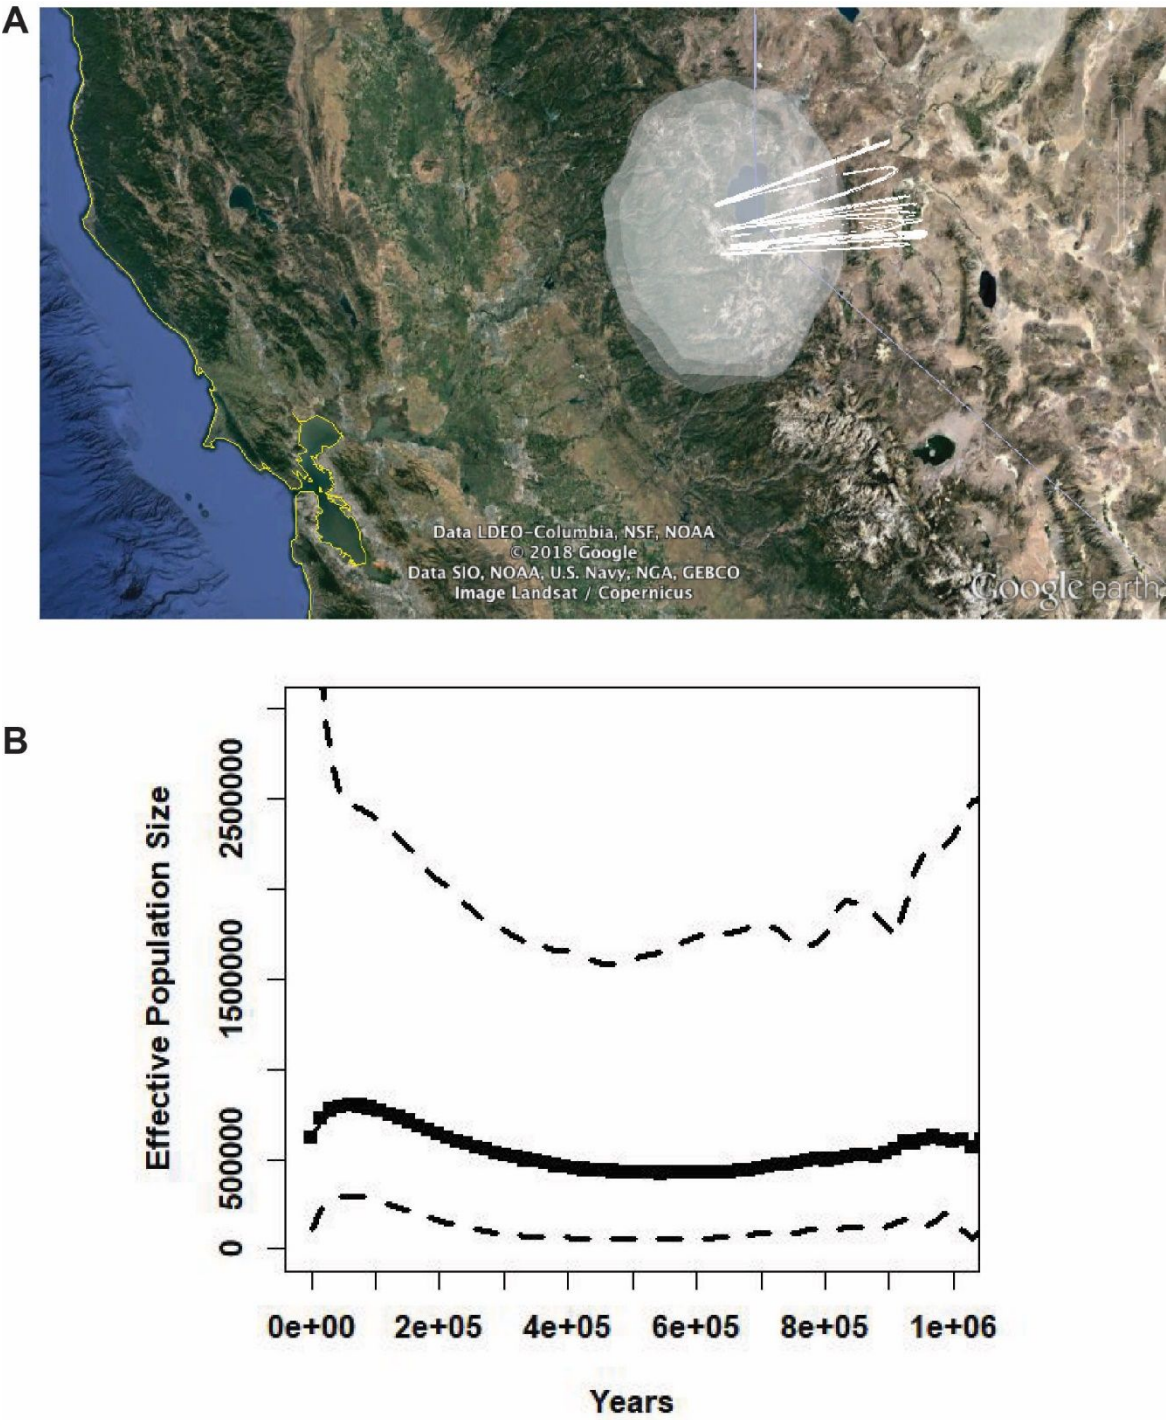 A
Data LDEO-Columbia, NSF, NOAA
© 2018 Google
Data SIO, NOAA, U.S. Navy, NGA, GEBCO
Image Landsat / Copernicus
Google earth
B
Effective Population Size
2500000
1500000
500000
0
0e+00 2e+05 4e+05 6e+05 8e+05 1e+06
Years